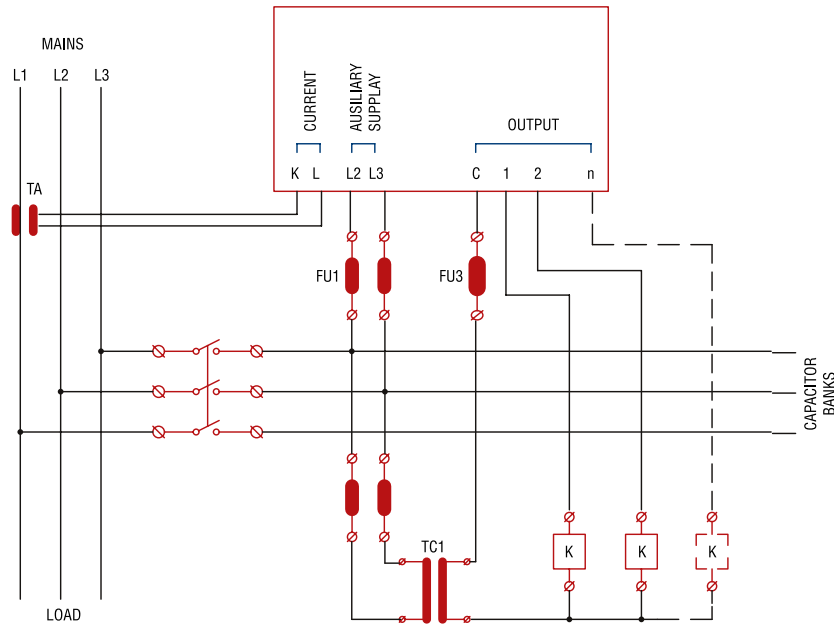 MAINS
L1 L2 L3
TA
CURRENT
AUSILIARY
SUPPLAY
OUTPUT
K L L2 L3 C 1 2 n
FU1
FU3
CAPACITOR
BANKS
TC1
K K K
LOAD